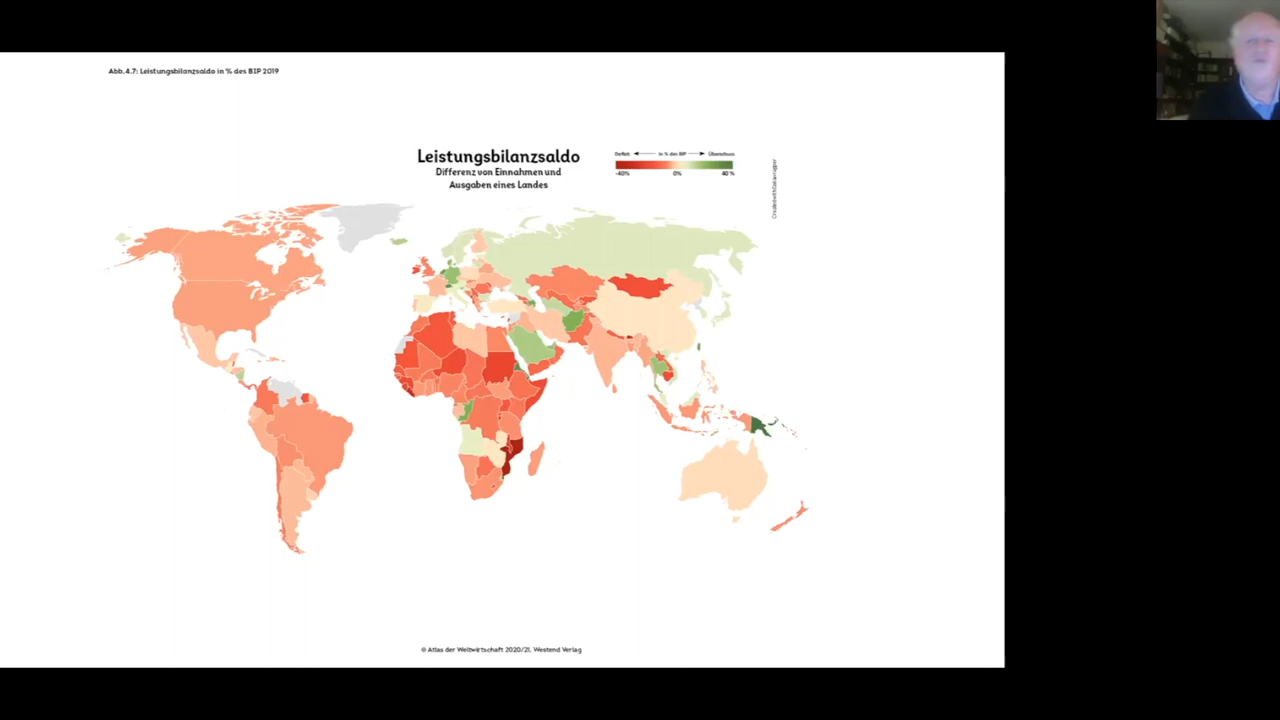 Abb.4.7: Leistungsbilanzsaldo in % des BIP 2019
Leistungsbilanzsaldo
Differenz von Einnahmen und
Ausgaben eines Landes
Defizit in % des BIP Überschuss
-40% 0% 40 %
© Atlas der Weltwirtschaft 2020/21, Westend Verlag